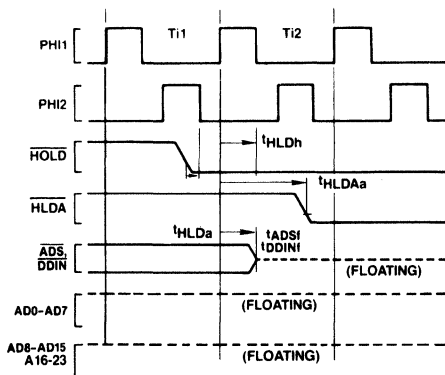 Ti1 Ti2
PHI1
PHI2
tHLDh
HOLD
tHLDAa
HLDA
tHLDa tADSf
tDDINf
ADS,
DDIN
(FLOATING)
(FLOATING)
AD0-AD7
AD8-AD15
A16-23
(FLOATING)